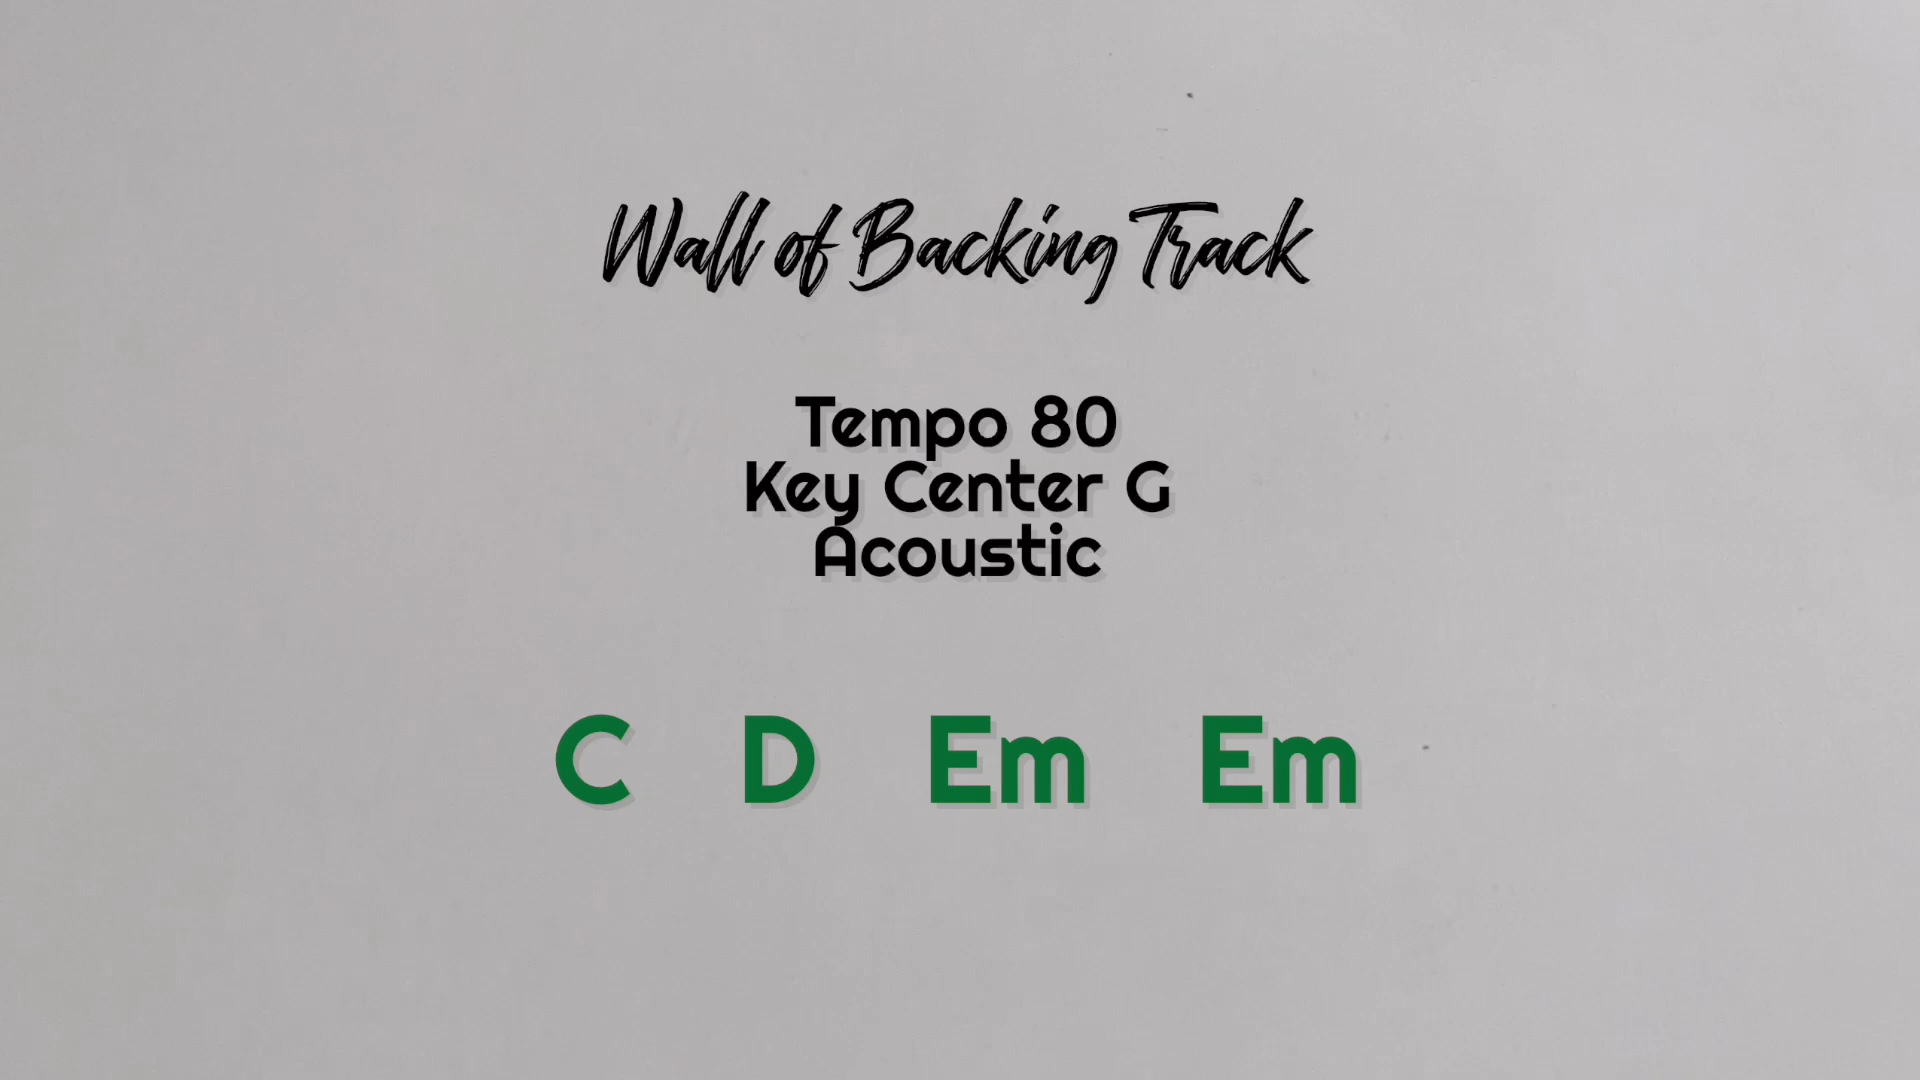 Wall of Backing Track
Tempo 80
Key Center G
Acoustic
C D Em Em